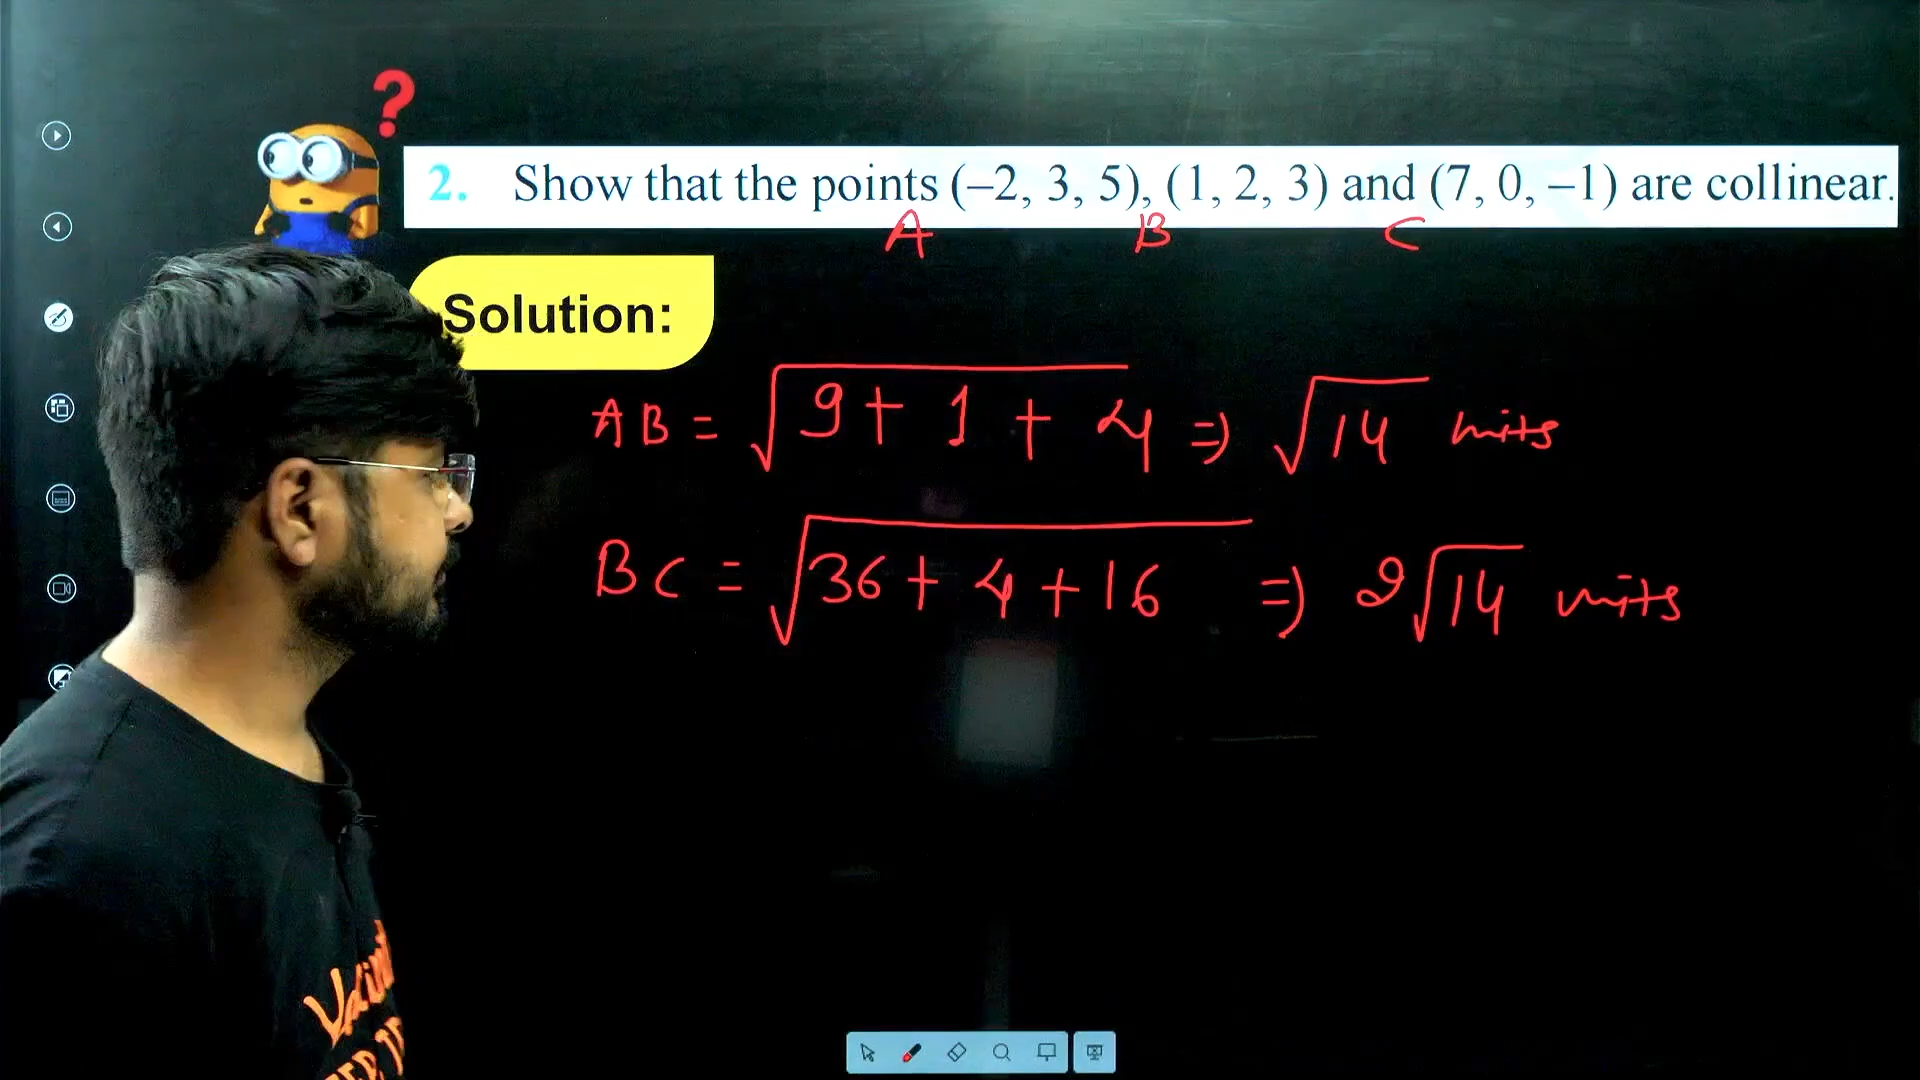 ?
2. Show that the points (–2, 3, 5), (1, 2, 3) and (7, 0, –1) are collinear.
A B C
Solution:
AB = √9 + 1 + 4 ⇒ √14 units
BC = √36 + 4 + 16 ⇒ 2√14 units